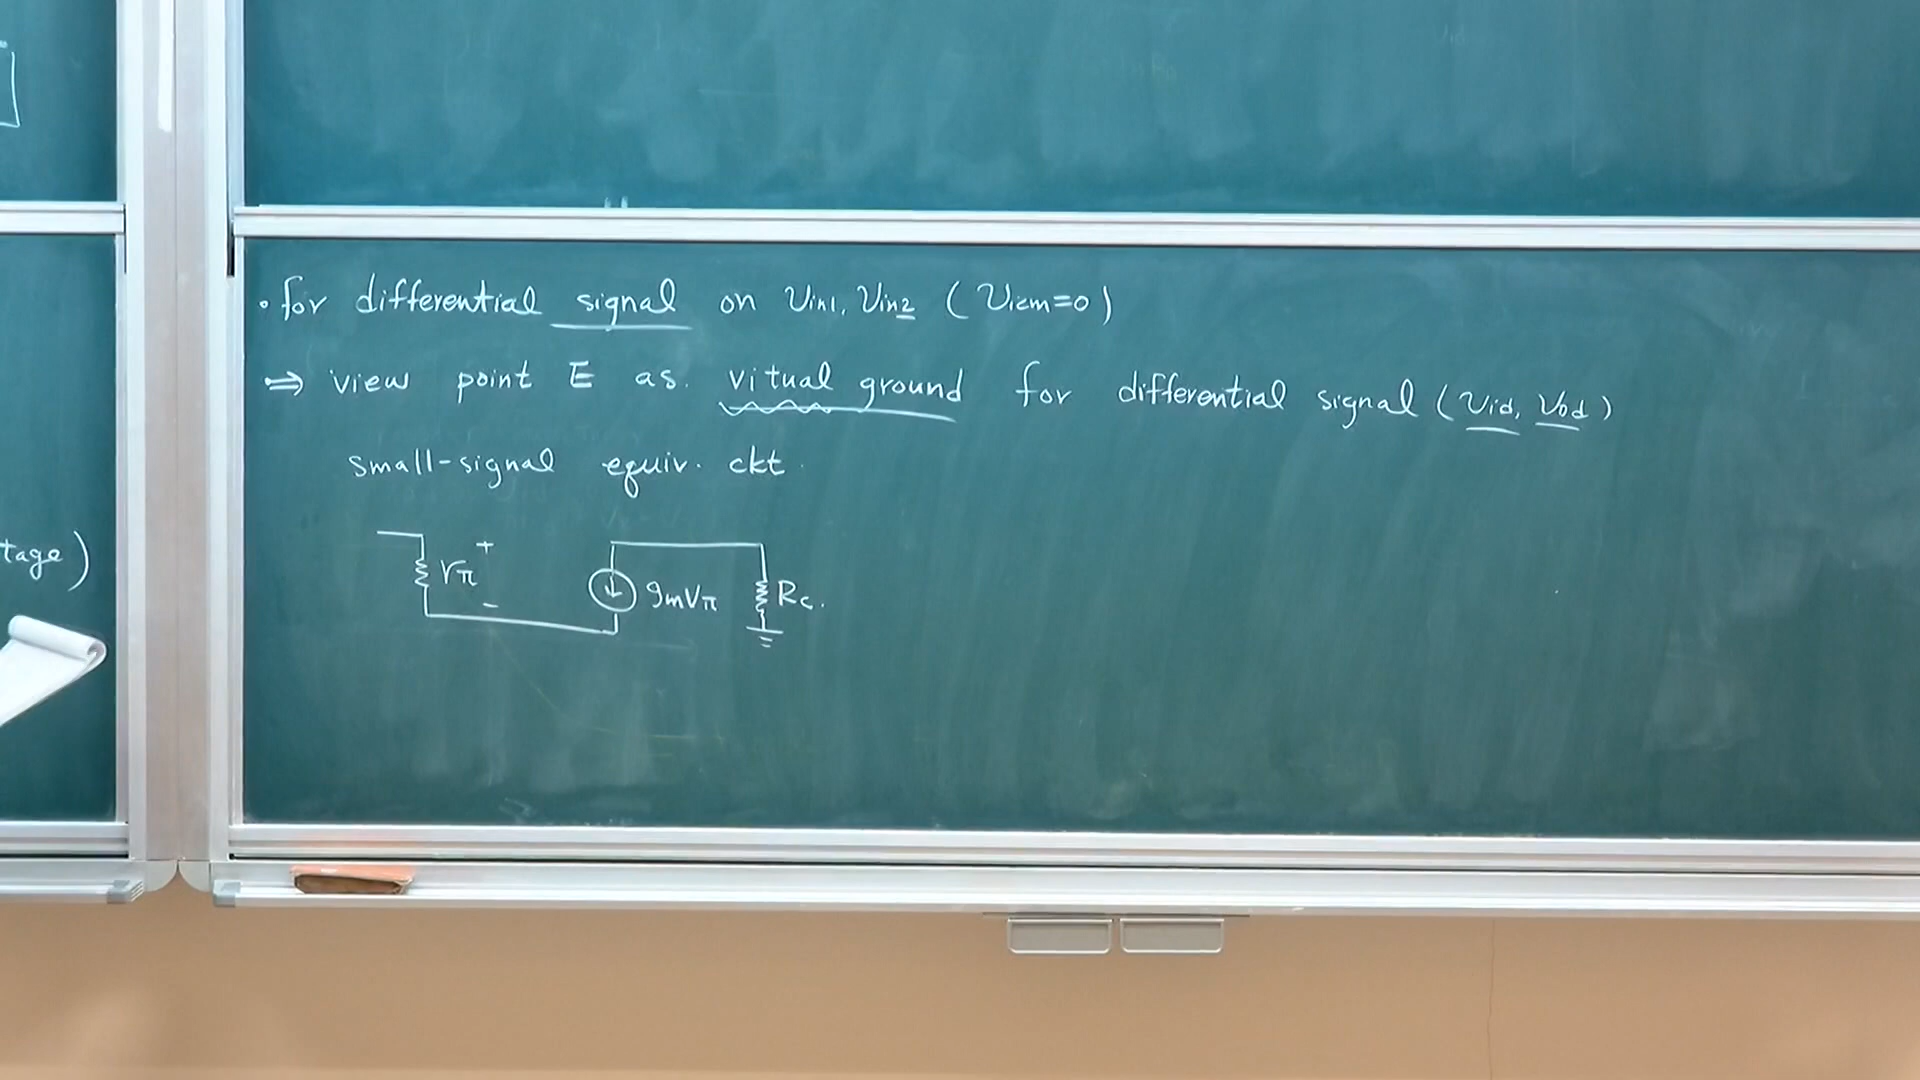 • for differential signal on Vin1, Vin2 (Vicm=0)
⇒ view point E as vitual ground for differential signal (Vid, Vod)
small-signal equiv. ckt.
rπ + -
gmVπ
Rc.
tage)